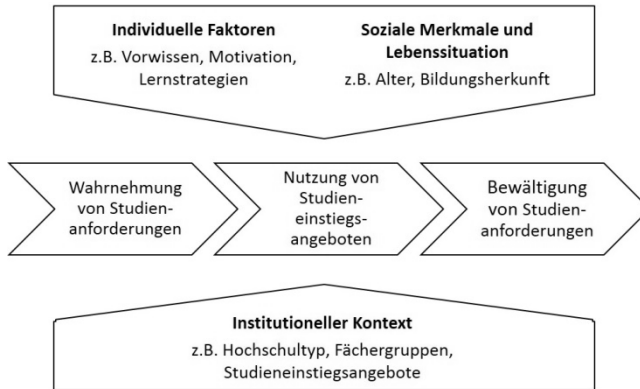 Individuelle Faktoren
z.B. Vorwissen, Motivation,
Lernstrategien
Soziale Merkmale und
Lebenssituation
z.B. Alter, Bildungsherkunft
Wahrnehmung
von Studien-
anforderungen
Nutzung von
Studien-
einstiegs-
angeboten
Bewältigung
von Studien-
anforderungen
Institutioneller Kontext
z.B. Hochschultyp, Fächergruppen,
Studieneinstiegsangebote